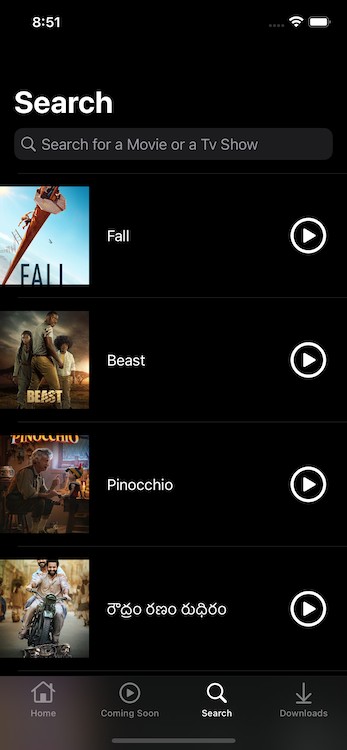 8:51
Search
Search for a Movie or a Tv Show
FALL
Fall
BEAST
Beast
PINOCCHIO
Pinocchio
రౌద్రం రణం రుధిరం
Home
Coming Soon
Search
Downloads